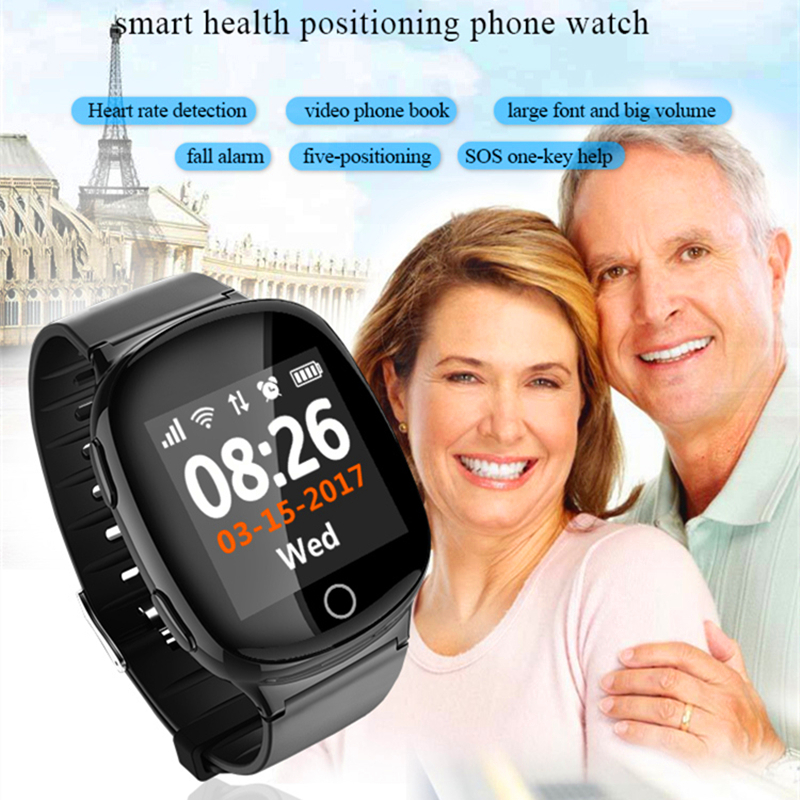 smart health positioning phone watch
Heart rate detection video phone book large font and big volume
fall alarm five-positioning SOS one-key help
08:26
03-15-2017
Wed